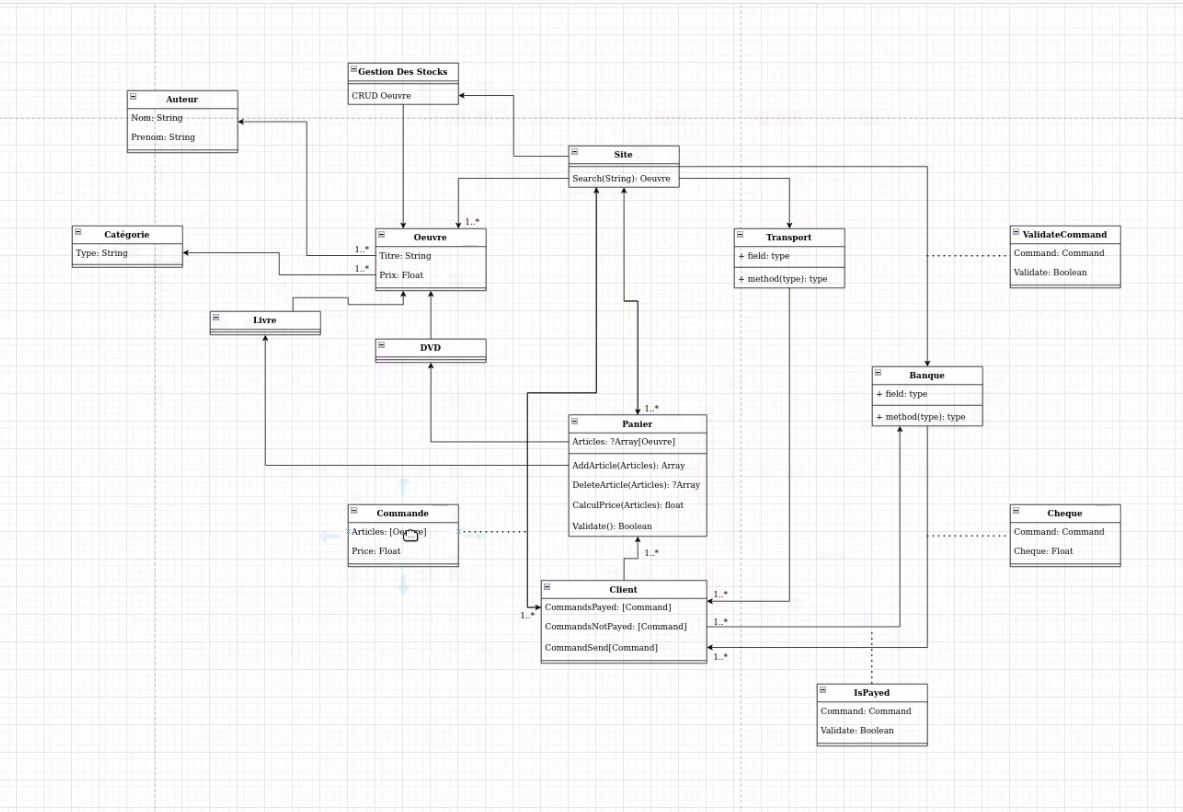 Gestion Des Stocks
CRUD Oeuvre
Auteur
Nom: String
Prenom: String
Site
Search(String): Oeuvre
1..*
Catégorie
Type: String
Oeuvre
1..*
Titre: String
1..*
Prix: Float
Transport
+ field: type
+ method(type): type
ValidateCommand
Command: Command
Validate: Boolean
Livre
DVD
Banque
+ field: type
+ method(type): type
1..*
Panier
Articles: ?Array[Oeuvre]
AddArticle(Articles): Array
DeleteArticle(Articles): ?Array
CalculPrice(Articles): float
Validate(): Boolean
Commande
Articles: [Oeuvre]
Price: Float
Cheque
Command: Command
Cheque: Float
1..*
Client
CommandsPayed: [Command]
CommandsNotPayed: [Command]
CommandSend[Command]
1..*
1..*
1..*
1..*
IsPayed
Command: Command
Validate: Boolean